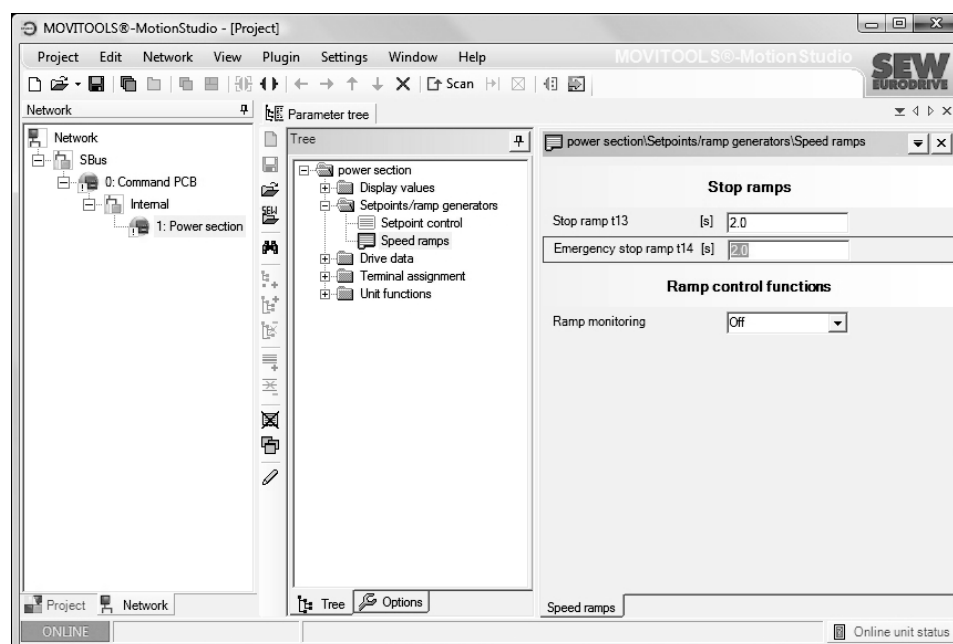 MOVITOOLS®-MotionStudio - [Project]
Project Edit Network View Plugin Settings Window Help
MOVITOOLS®-MotionStudio
SEW
EURODRIVE
Scan
Network
Parameter tree
Network
SBus
0: Command PCB
Internal
1: Power section
Project Network
SEW
Tree
power section
Display values
Setpoints/ramp generators
Setpoint control
Speed ramps
Drive data
Terminal assignment
Unit functions
Tree Options
power section\Setpoints/ramp generators\Speed ramps
Stop ramps
Stop ramp t13 [s] 2.0
Emergency stop ramp t14 [s] 2.0
Ramp control functions
Ramp monitoring Off
Speed ramps
ONLINE
Online unit status